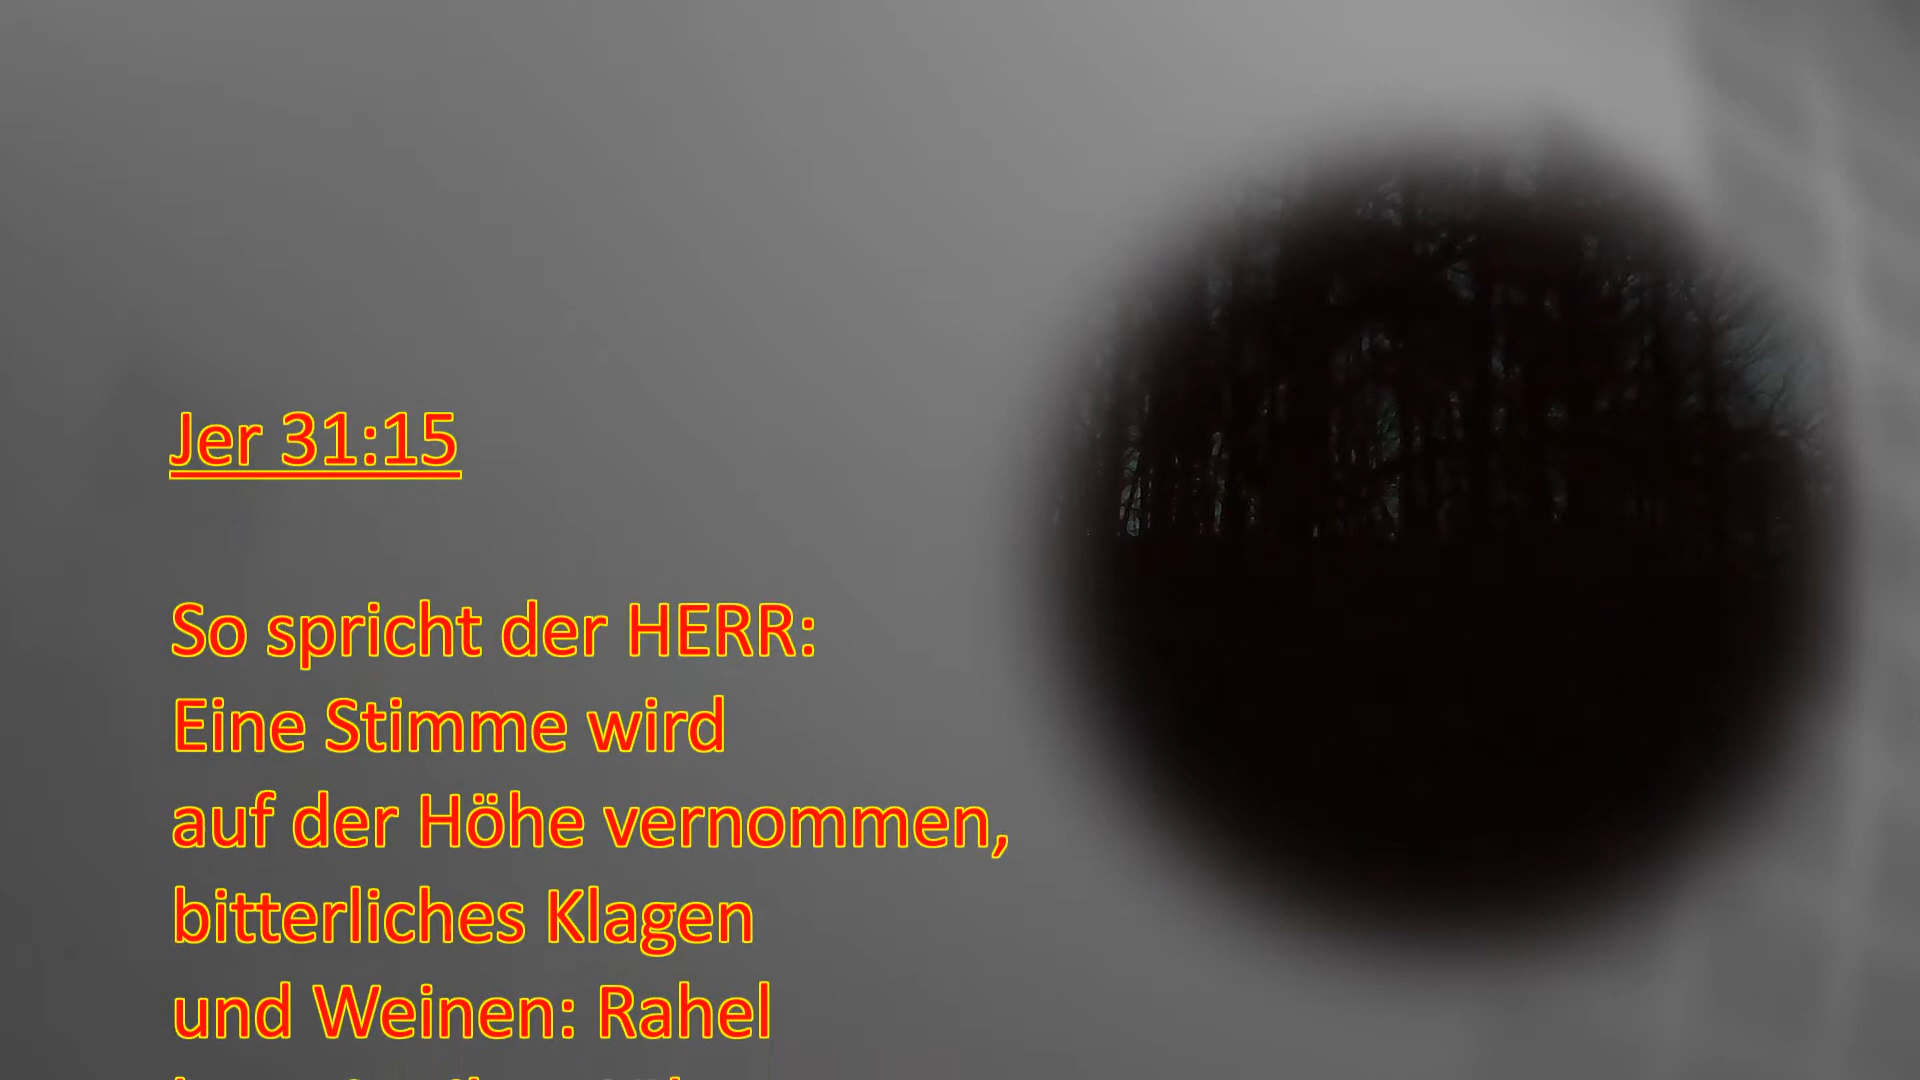 Jer 31:15
So spricht der HERR:
Eine Stimme wird
auf der Höhe vernommen,
bitterliches Klagen
und Weinen: Rahel